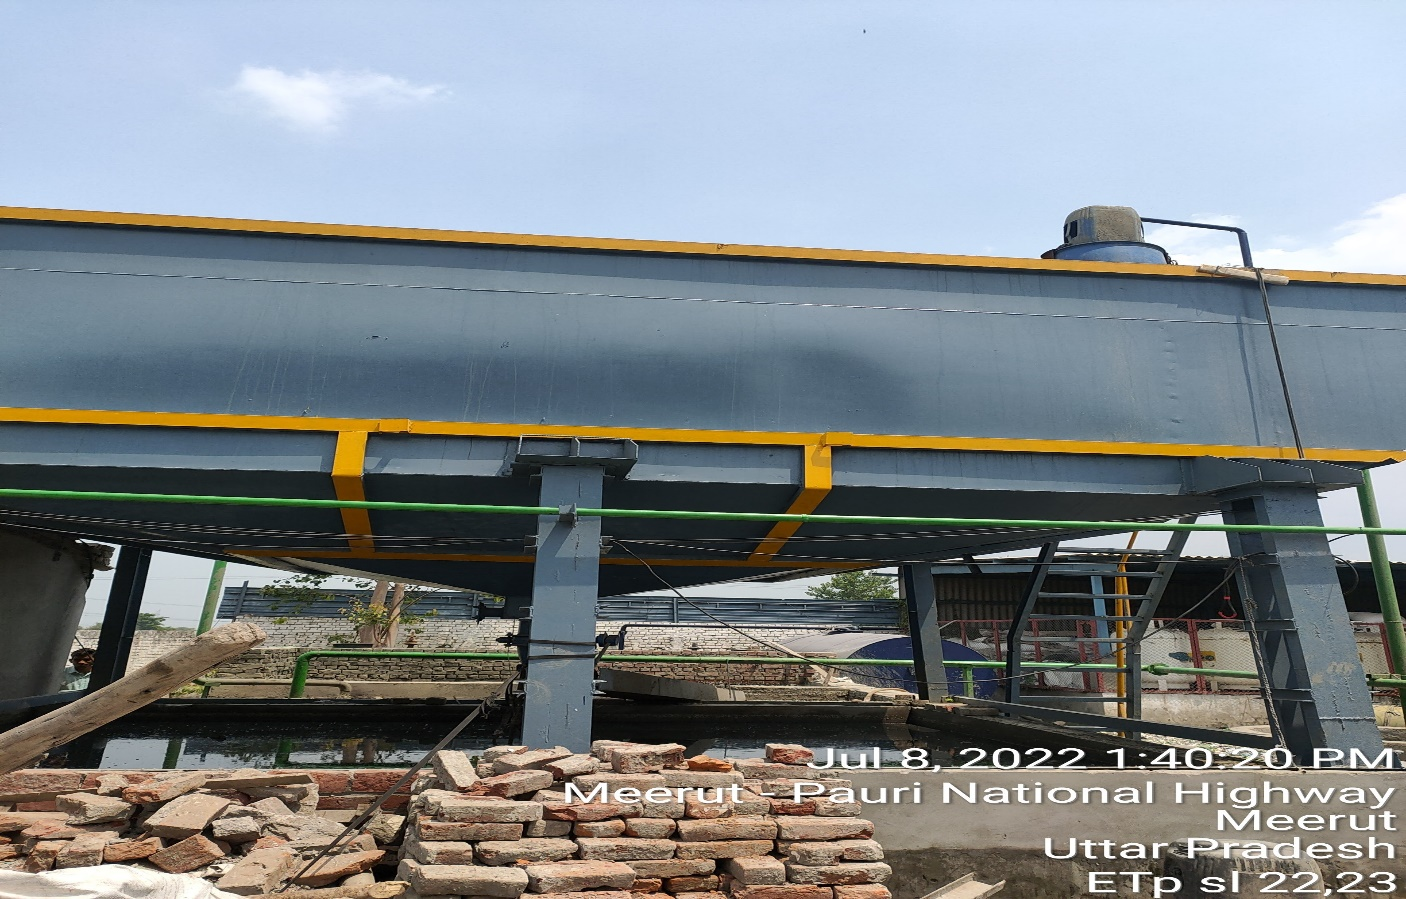 Jul 8, 2022 1:40:20 PM
Meerut - Pauri National Highway
Meerut
Uttar Pradesh
ETp sl 22,23